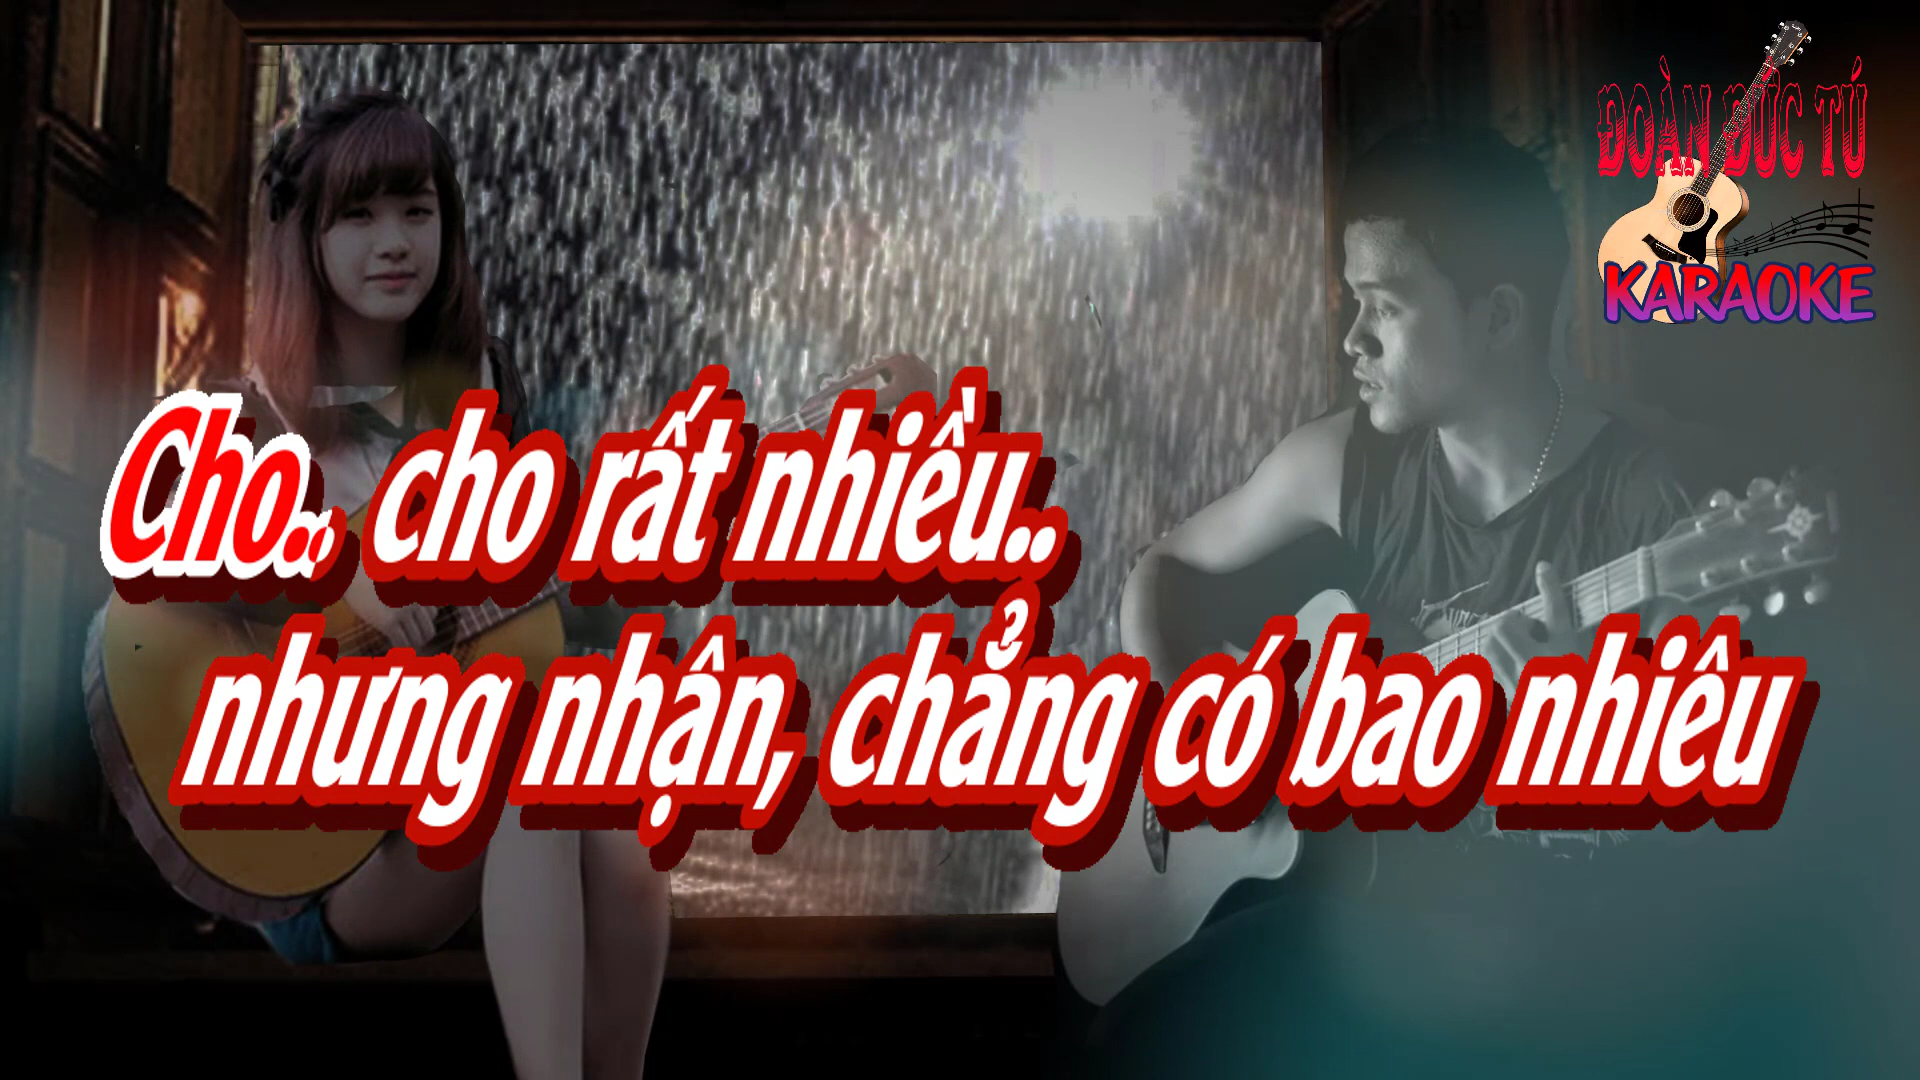 ĐOÀN ĐỨC TÚ
KARAOKE
Cho.. cho rất nhiều..
nhưng nhận, chẳng có bao nhiêu